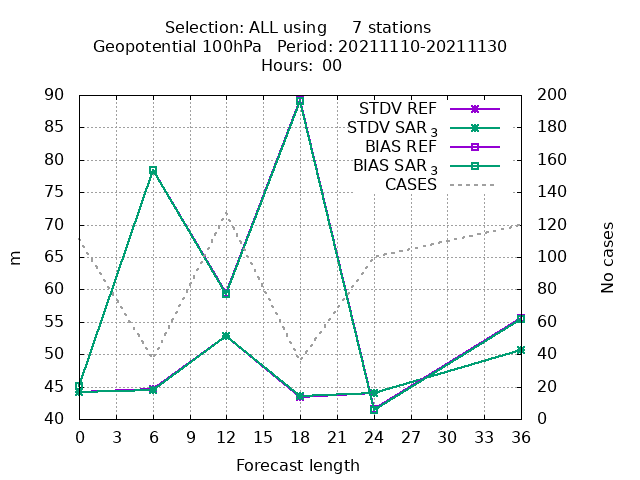 Selection: ALL using     7 stations
Geopotential 100hPa   Period: 20211110-20211130
Hours: 00
STDV REF
STDV SAR 3
BIAS REF
BIAS SAR 3
CASES
90
85
80
75
70
65
60
55
50
45
40
m
200
180
160
140
120
100
80
60
40
20
0
No cases
0 3 6 9 12 15 18 21 24 27 30 33 36
Forecast length